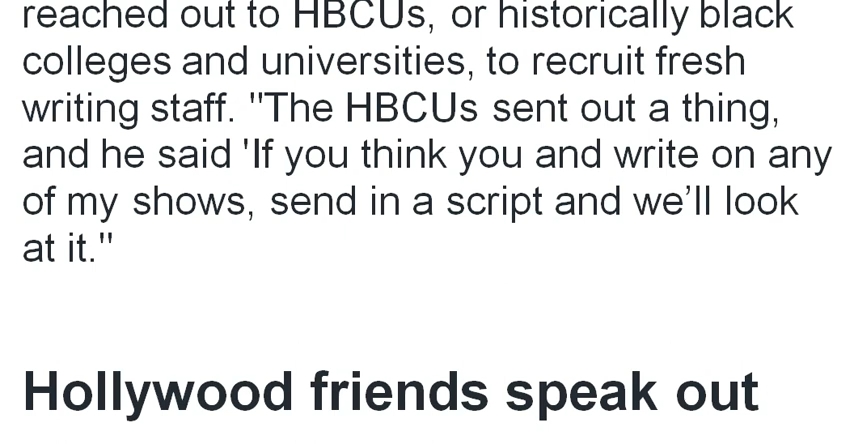 reached out to HBCUs, or historically black
colleges and universities, to recruit fresh
writing staff. "The HBCUs sent out a thing,
and he said 'If you think you and write on any
of my shows, send in a script and we’ll look
at it."
Hollywood friends speak out